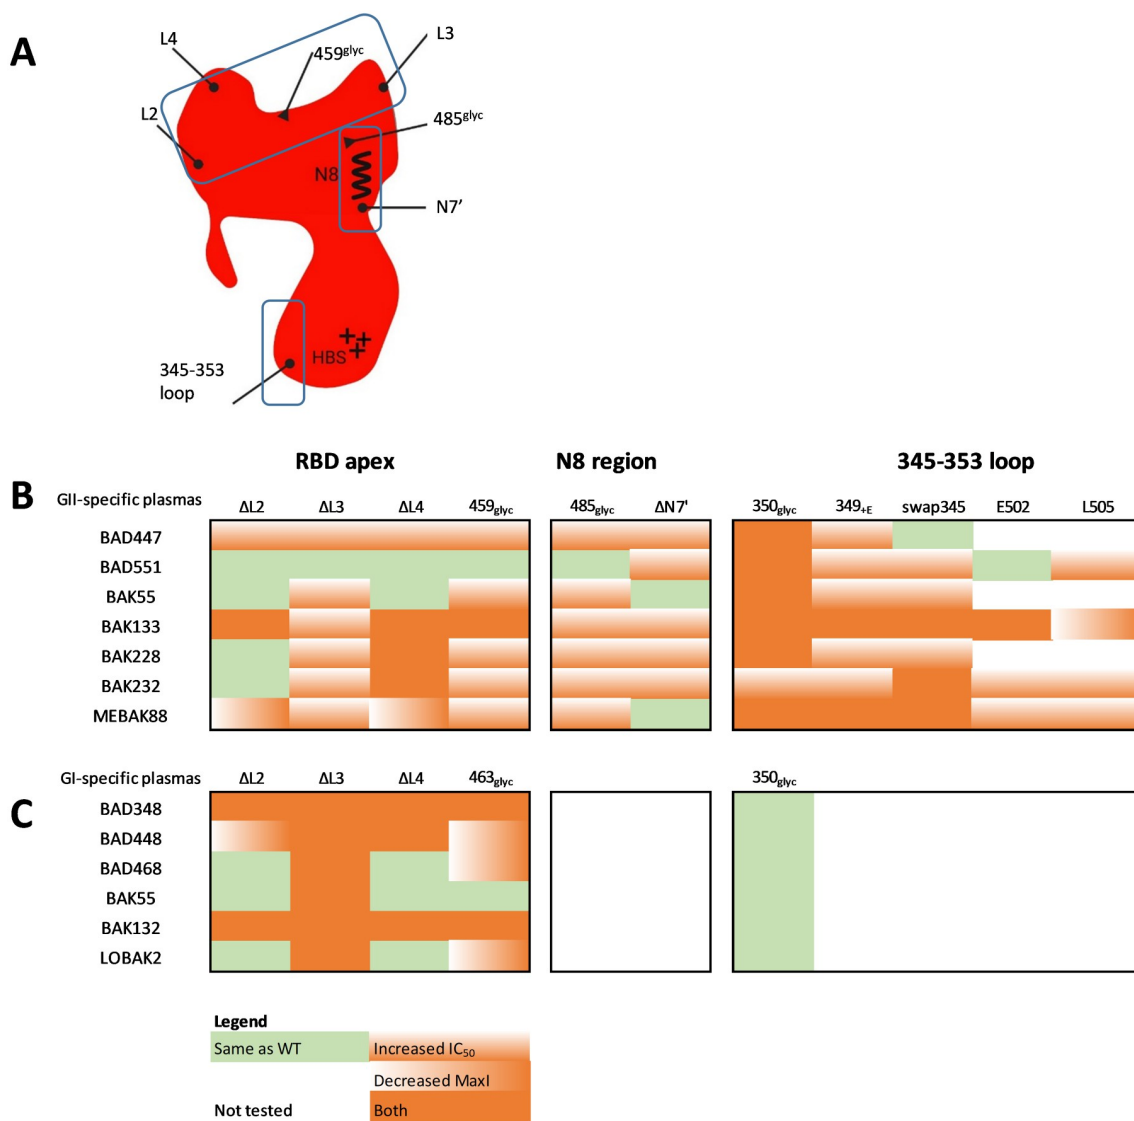 A
L4
L3
459glyc
L2
485glyc
N8
N7’
HBS
345-353
loop
RBD apex N8 region 345-353 loop
B
GII-specific plasmas ΔL2 ΔL3 ΔL4 459glyc 485glyc ΔN7' 350glyc 349+E swap345 E502 L505
BAD447
BAD551
BAK55
BAK133
BAK228
BAK232
MEBAK88
C
GI-specific plasmas ΔL2 ΔL3 ΔL4 463glyc 350glyc
BAD348
BAD448
BAD468
BAK55
BAK132
LOBAK2
Legend
Same as WT Increased IC50
Decreased MaxI
Not tested Both